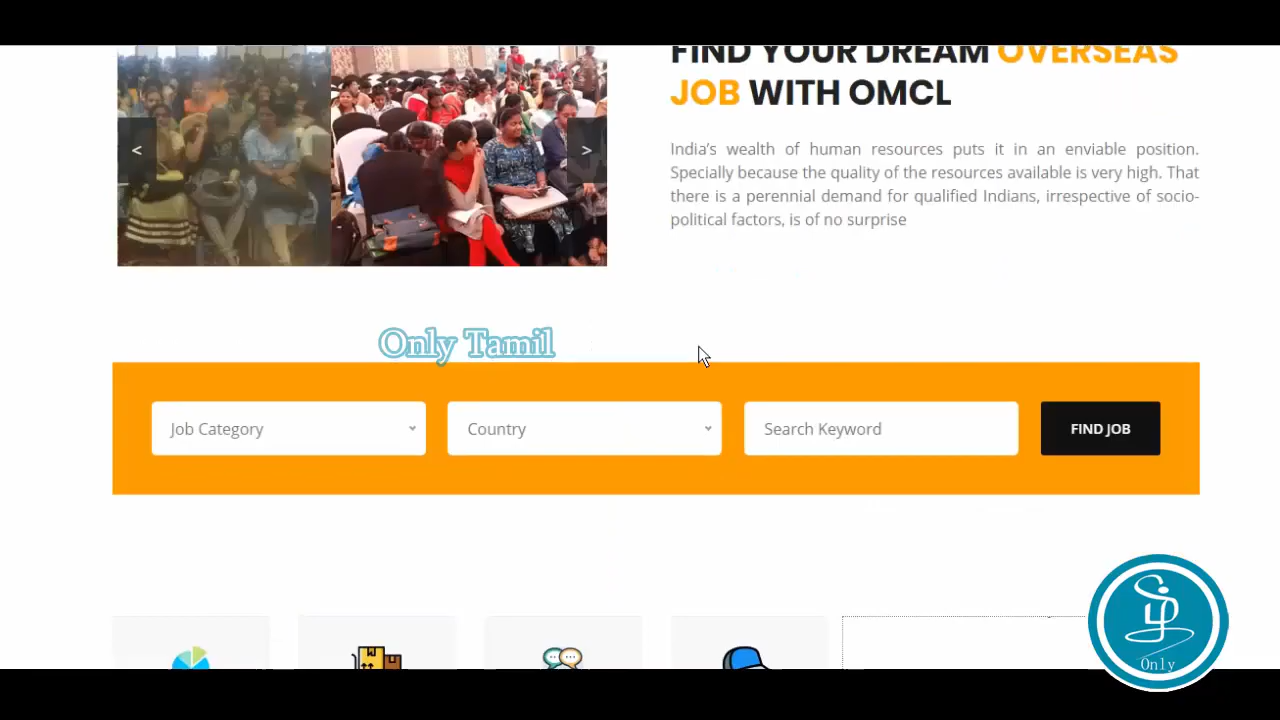 FIND YOUR DREAM OVERSEAS
JOB WITH OMCL
<
>
India's wealth of human resources puts it in an enviable position.
Specially because the quality of the resources available is very high. That
there is a perennial demand for qualified Indians, irrespective of socio-
political factors, is of no surprise
Only Tamil
Job Category
Country
Search Keyword
FIND JOB
Only